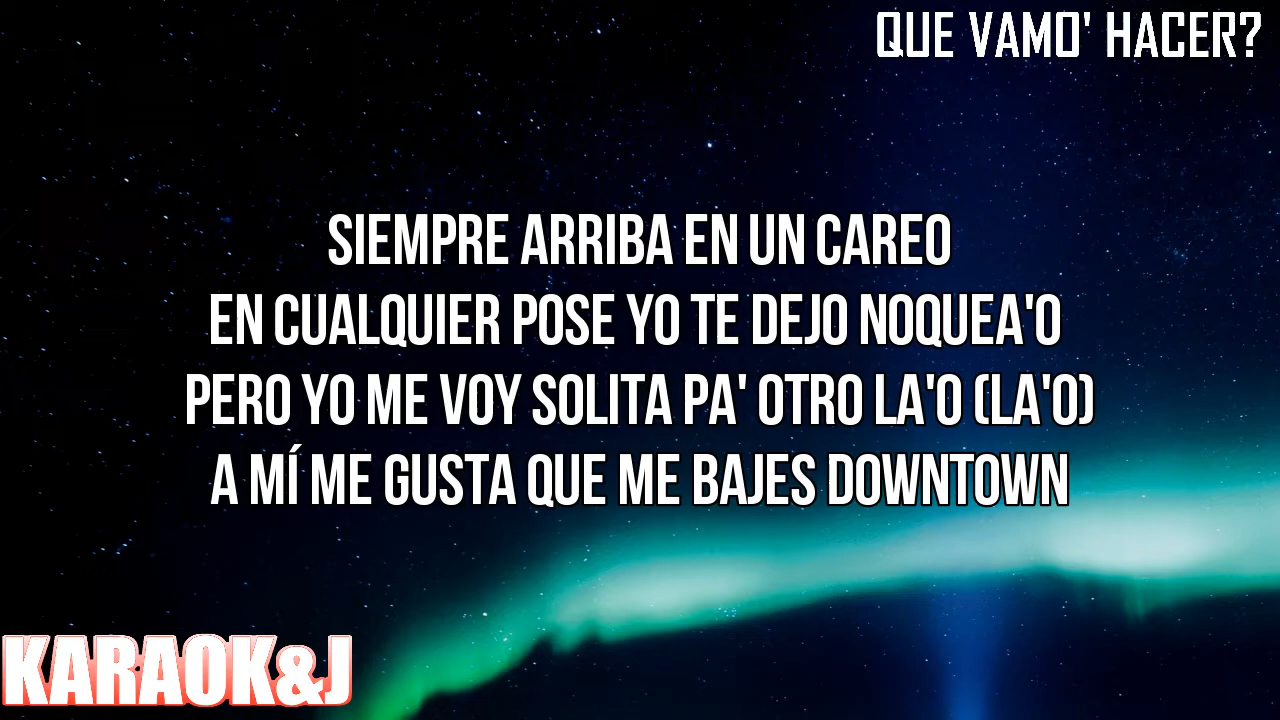 QUE VAMO' HACER?
SIEMPRE ARRIBA EN UN CAREO
EN CUALQUIER POSE YO TE DEJO NOQUEA'O
PERO YO ME VOY SOLITA PA' OTRO LA'O (LA'O)
A MÍ ME GUSTA QUE ME BAJES DOWNTOWN
KARAOK&J